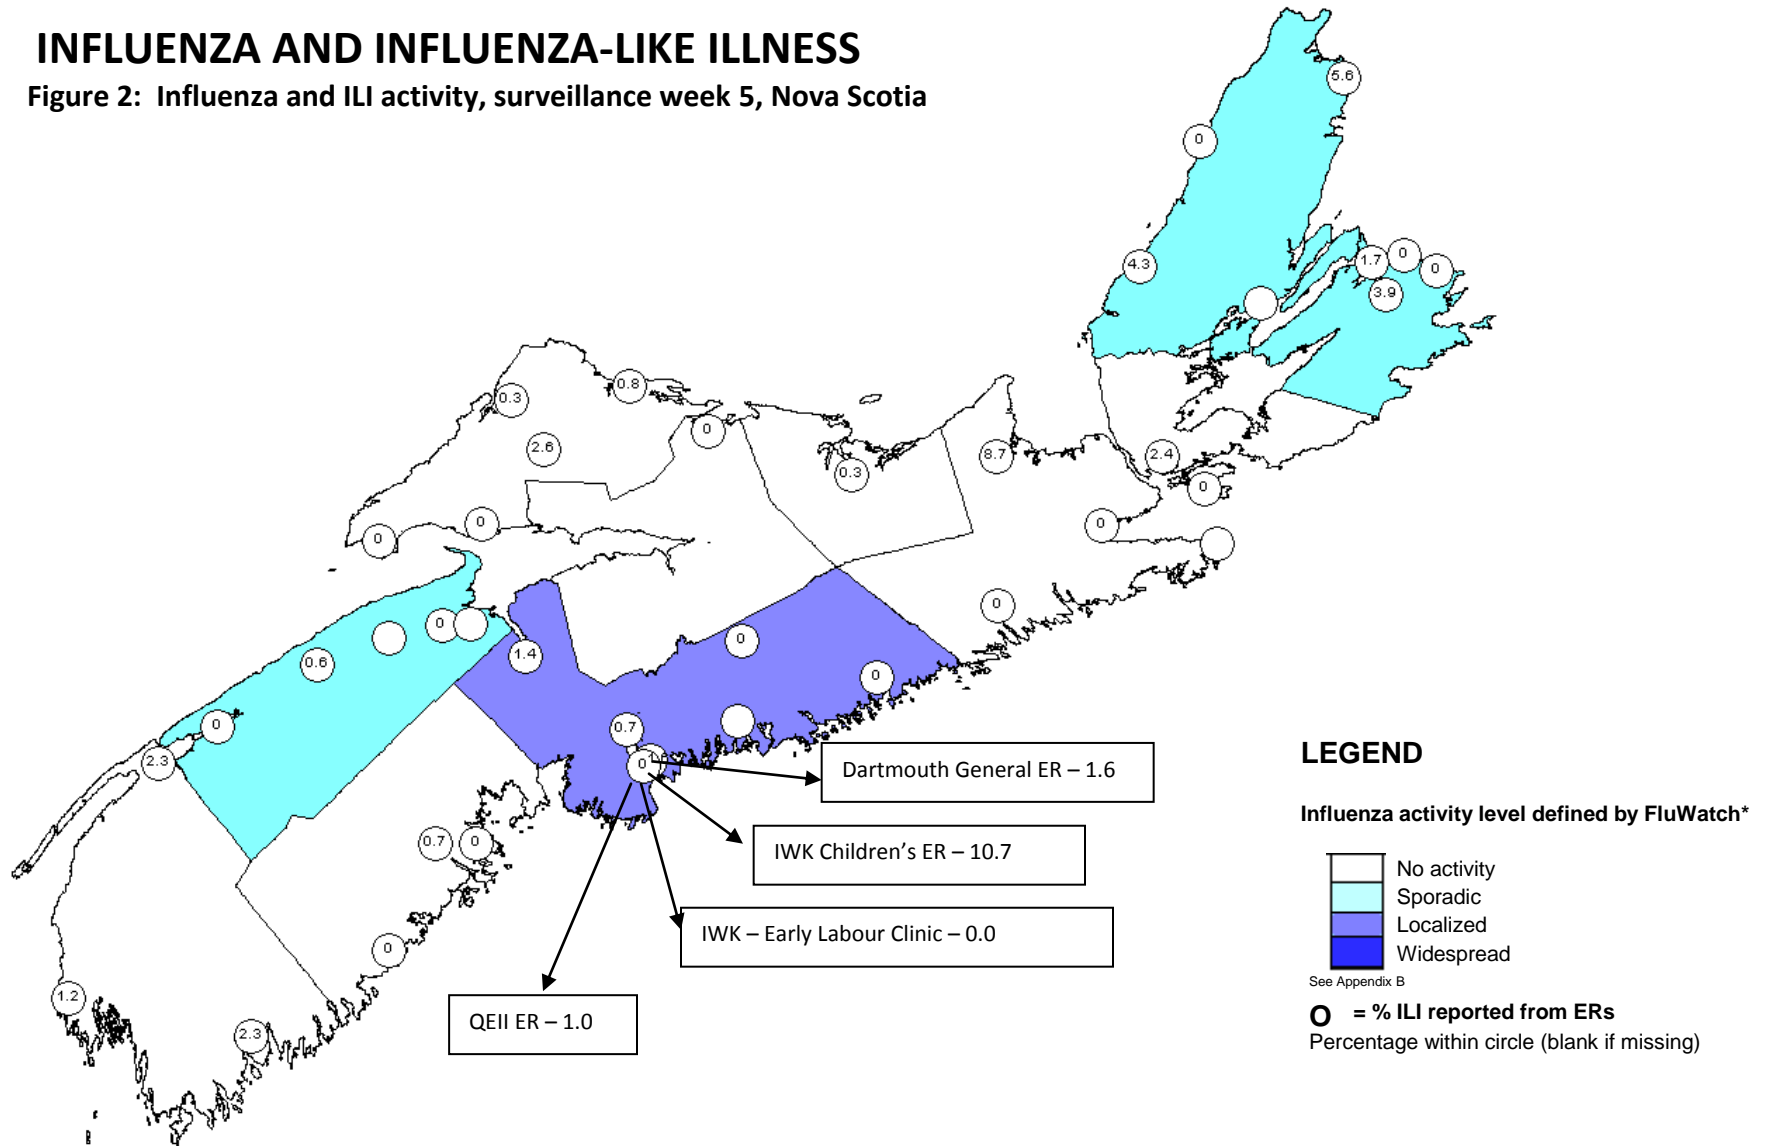 INFLUENZA AND INFLUENZA-LIKE ILLNESS
Figure 2:  Influenza and ILI activity, surveillance week 5, Nova Scotia
5.6
0
4.3
1.7
0
0
3.9
0.3
0.8
2.6
0
0.3
8.7
2.4
0
0
0
0
0
0
0
0.6
1.4
0
0
0
2.3
0.7
0
0.7
0
0
1.2
2.3
Dartmouth General ER – 1.6
IWK Children's ER – 10.7
IWK – Early Labour Clinic – 0.0
QEII ER – 1.0
LEGEND
Influenza activity level defined by FluWatch*
No activity
Sporadic
Localized
Widespread
See Appendix B
O = % ILI reported from ERs
Percentage within circle (blank if missing)